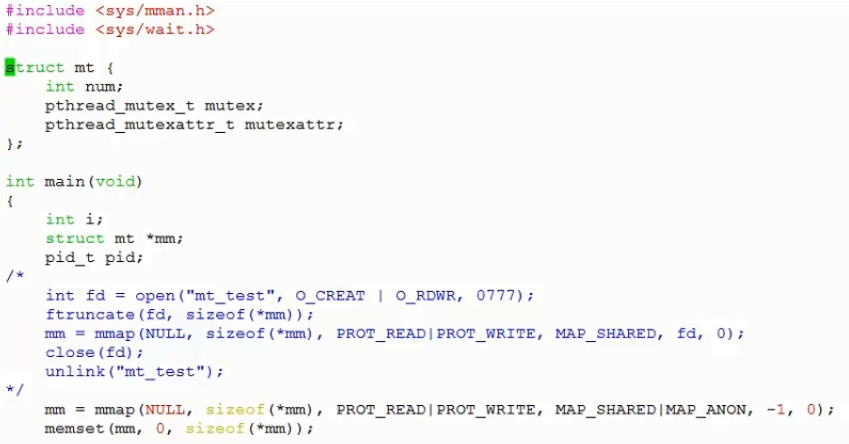 #include <sys/mman.h>
#include <sys/wait.h>
struct mt {
    int num;
    pthread_mutex_t mutex;
    pthread_mutexattr_t mutexattr;
};
int main(void)
{
    int i;
    struct mt *mm;
    pid_t pid;
/*
    int fd = open("mt_test", O_CREAT | O_RDWR, 0777);
    ftruncate(fd, sizeof(*mm));
    mm = mmap(NULL, sizeof(*mm), PROT_READ|PROT_WRITE, MAP_SHARED, fd, 0);
    close(fd);
    unlink("mt_test");
*/
    mm = mmap(NULL, sizeof(*mm), PROT_READ|PROT_WRITE, MAP_SHARED|MAP_ANON, -1, 0);
    memset(mm, 0, sizeof(*mm));